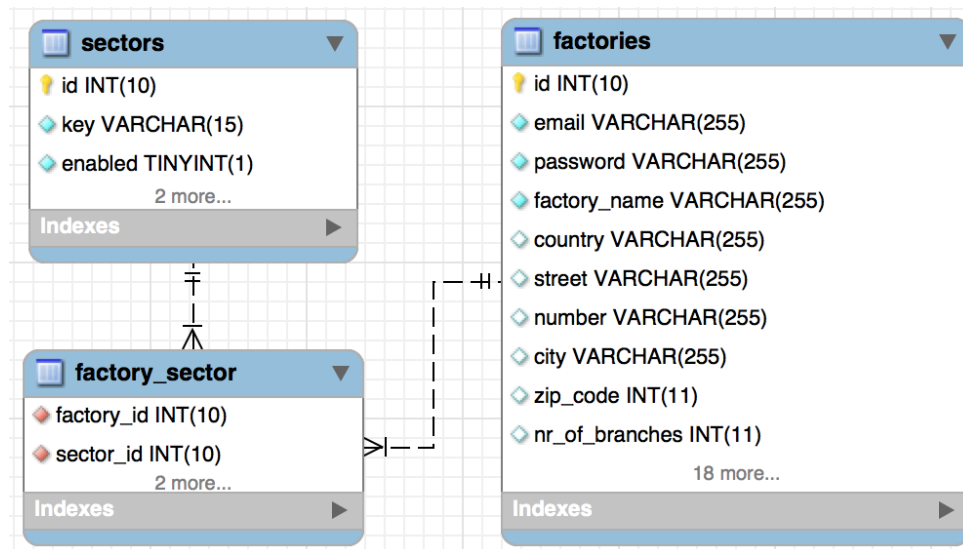 sectors
id INT(10)
key VARCHAR(15)
enabled TINYINT(1)
2 more...
Indexes
factory_sector
factory_id INT(10)
sector_id INT(10)
2 more...
Indexes
factories
id INT(10)
email VARCHAR(255)
password VARCHAR(255)
factory_name VARCHAR(255)
country VARCHAR(255)
street VARCHAR(255)
number VARCHAR(255)
city VARCHAR(255)
zip_code INT(11)
nr_of_branches INT(11)
18 more...
Indexes